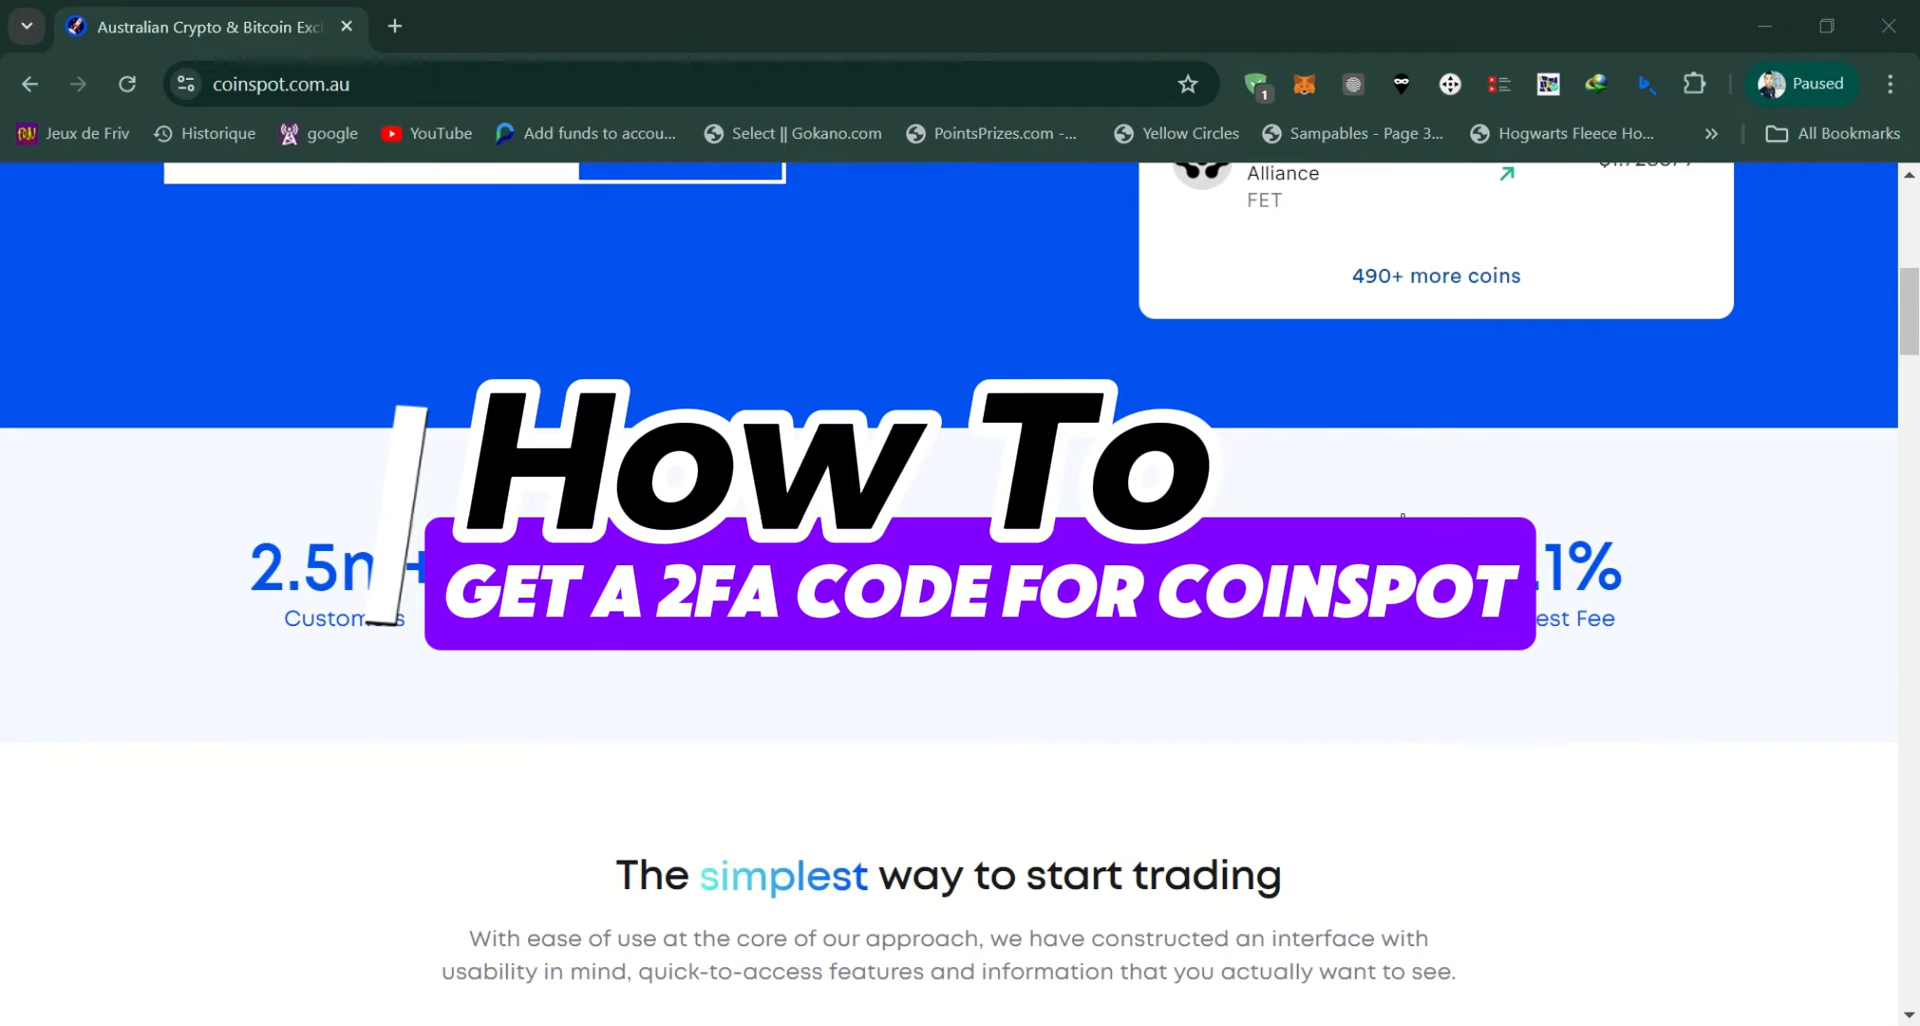 Australian Crypto & Bitcoin Exc
coinspot.com.au
1
Paused
Jeux de Friv
Historique
google
YouTube
Add funds to accou...
Select || Gokano.com
PointsPrizes.com -...
Yellow Circles
Sampables - Page 3...
Hogwarts Fleece Ho...
All Bookmarks
Alliance
FET
490+ more coins
How To
GET A 2FA CODE FOR COINSPOT
2.5m+
.1%
Customers
est Fee
The simplest way to start trading
With ease of use at the core of our approach, we have constructed an interface with
usability in mind, quick-to-access features and information that you actually want to see.